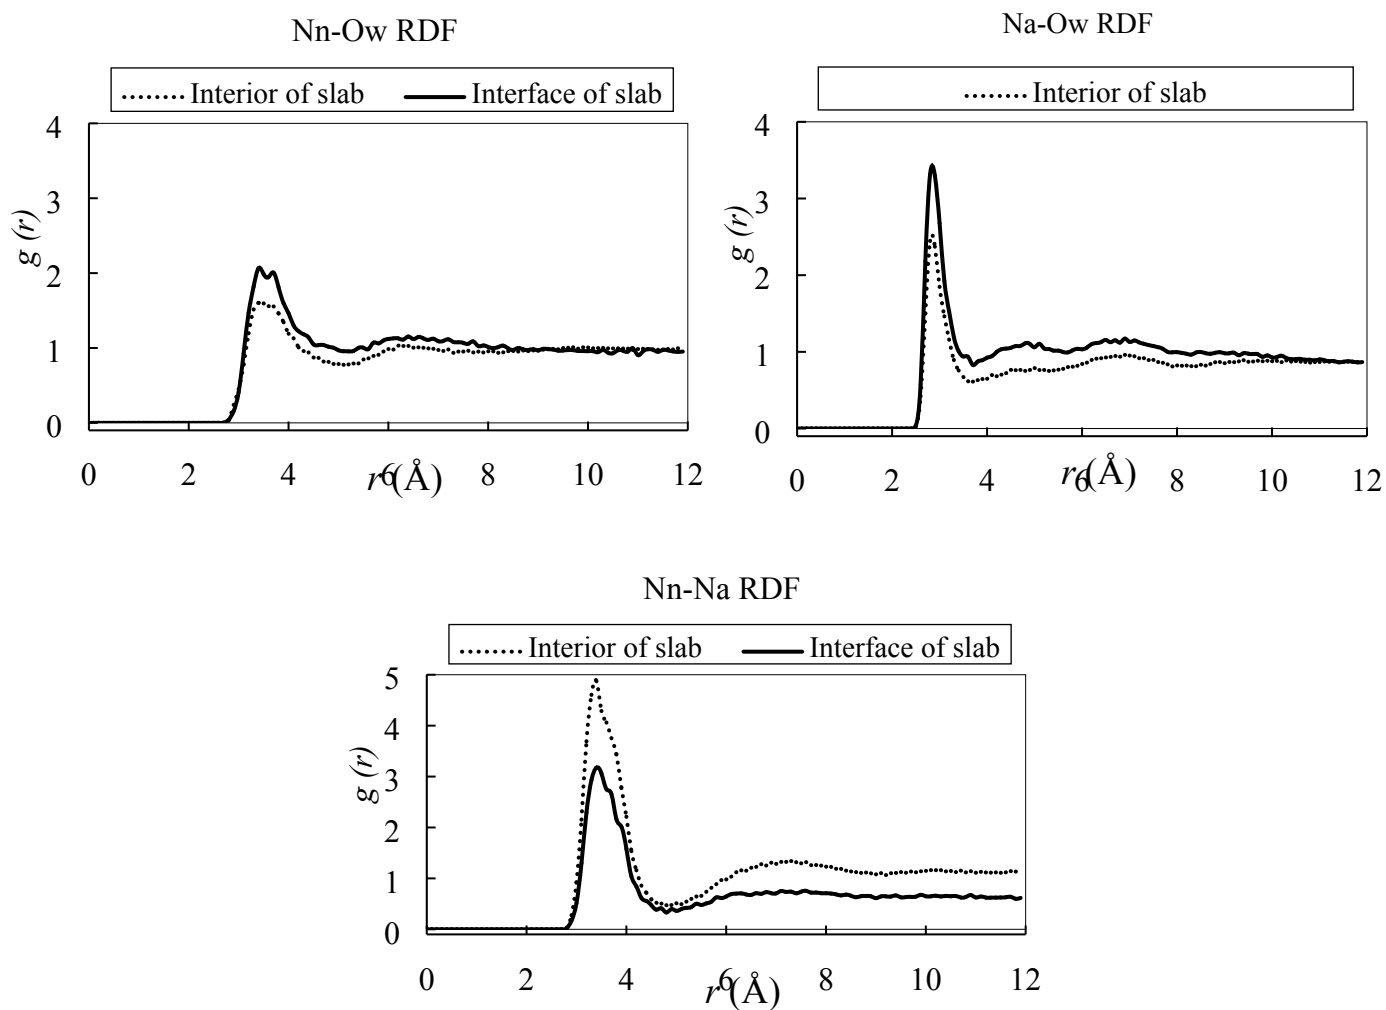 Nn-Ow RDF
Interior of slab Interface of slab
4
3
2
1
0
g (r)
0 2 4 6 8 10 12
r (Å)
Na-Ow RDF
Interior of slab
4
3
2
1
0
g (r)
0 2 4 6 8 10 12
r (Å)
Nn-Na RDF
Interior of slab Interface of slab
5
4
3
2
1
0
g (r)
0 2 4 6 8 10 12
r (Å)